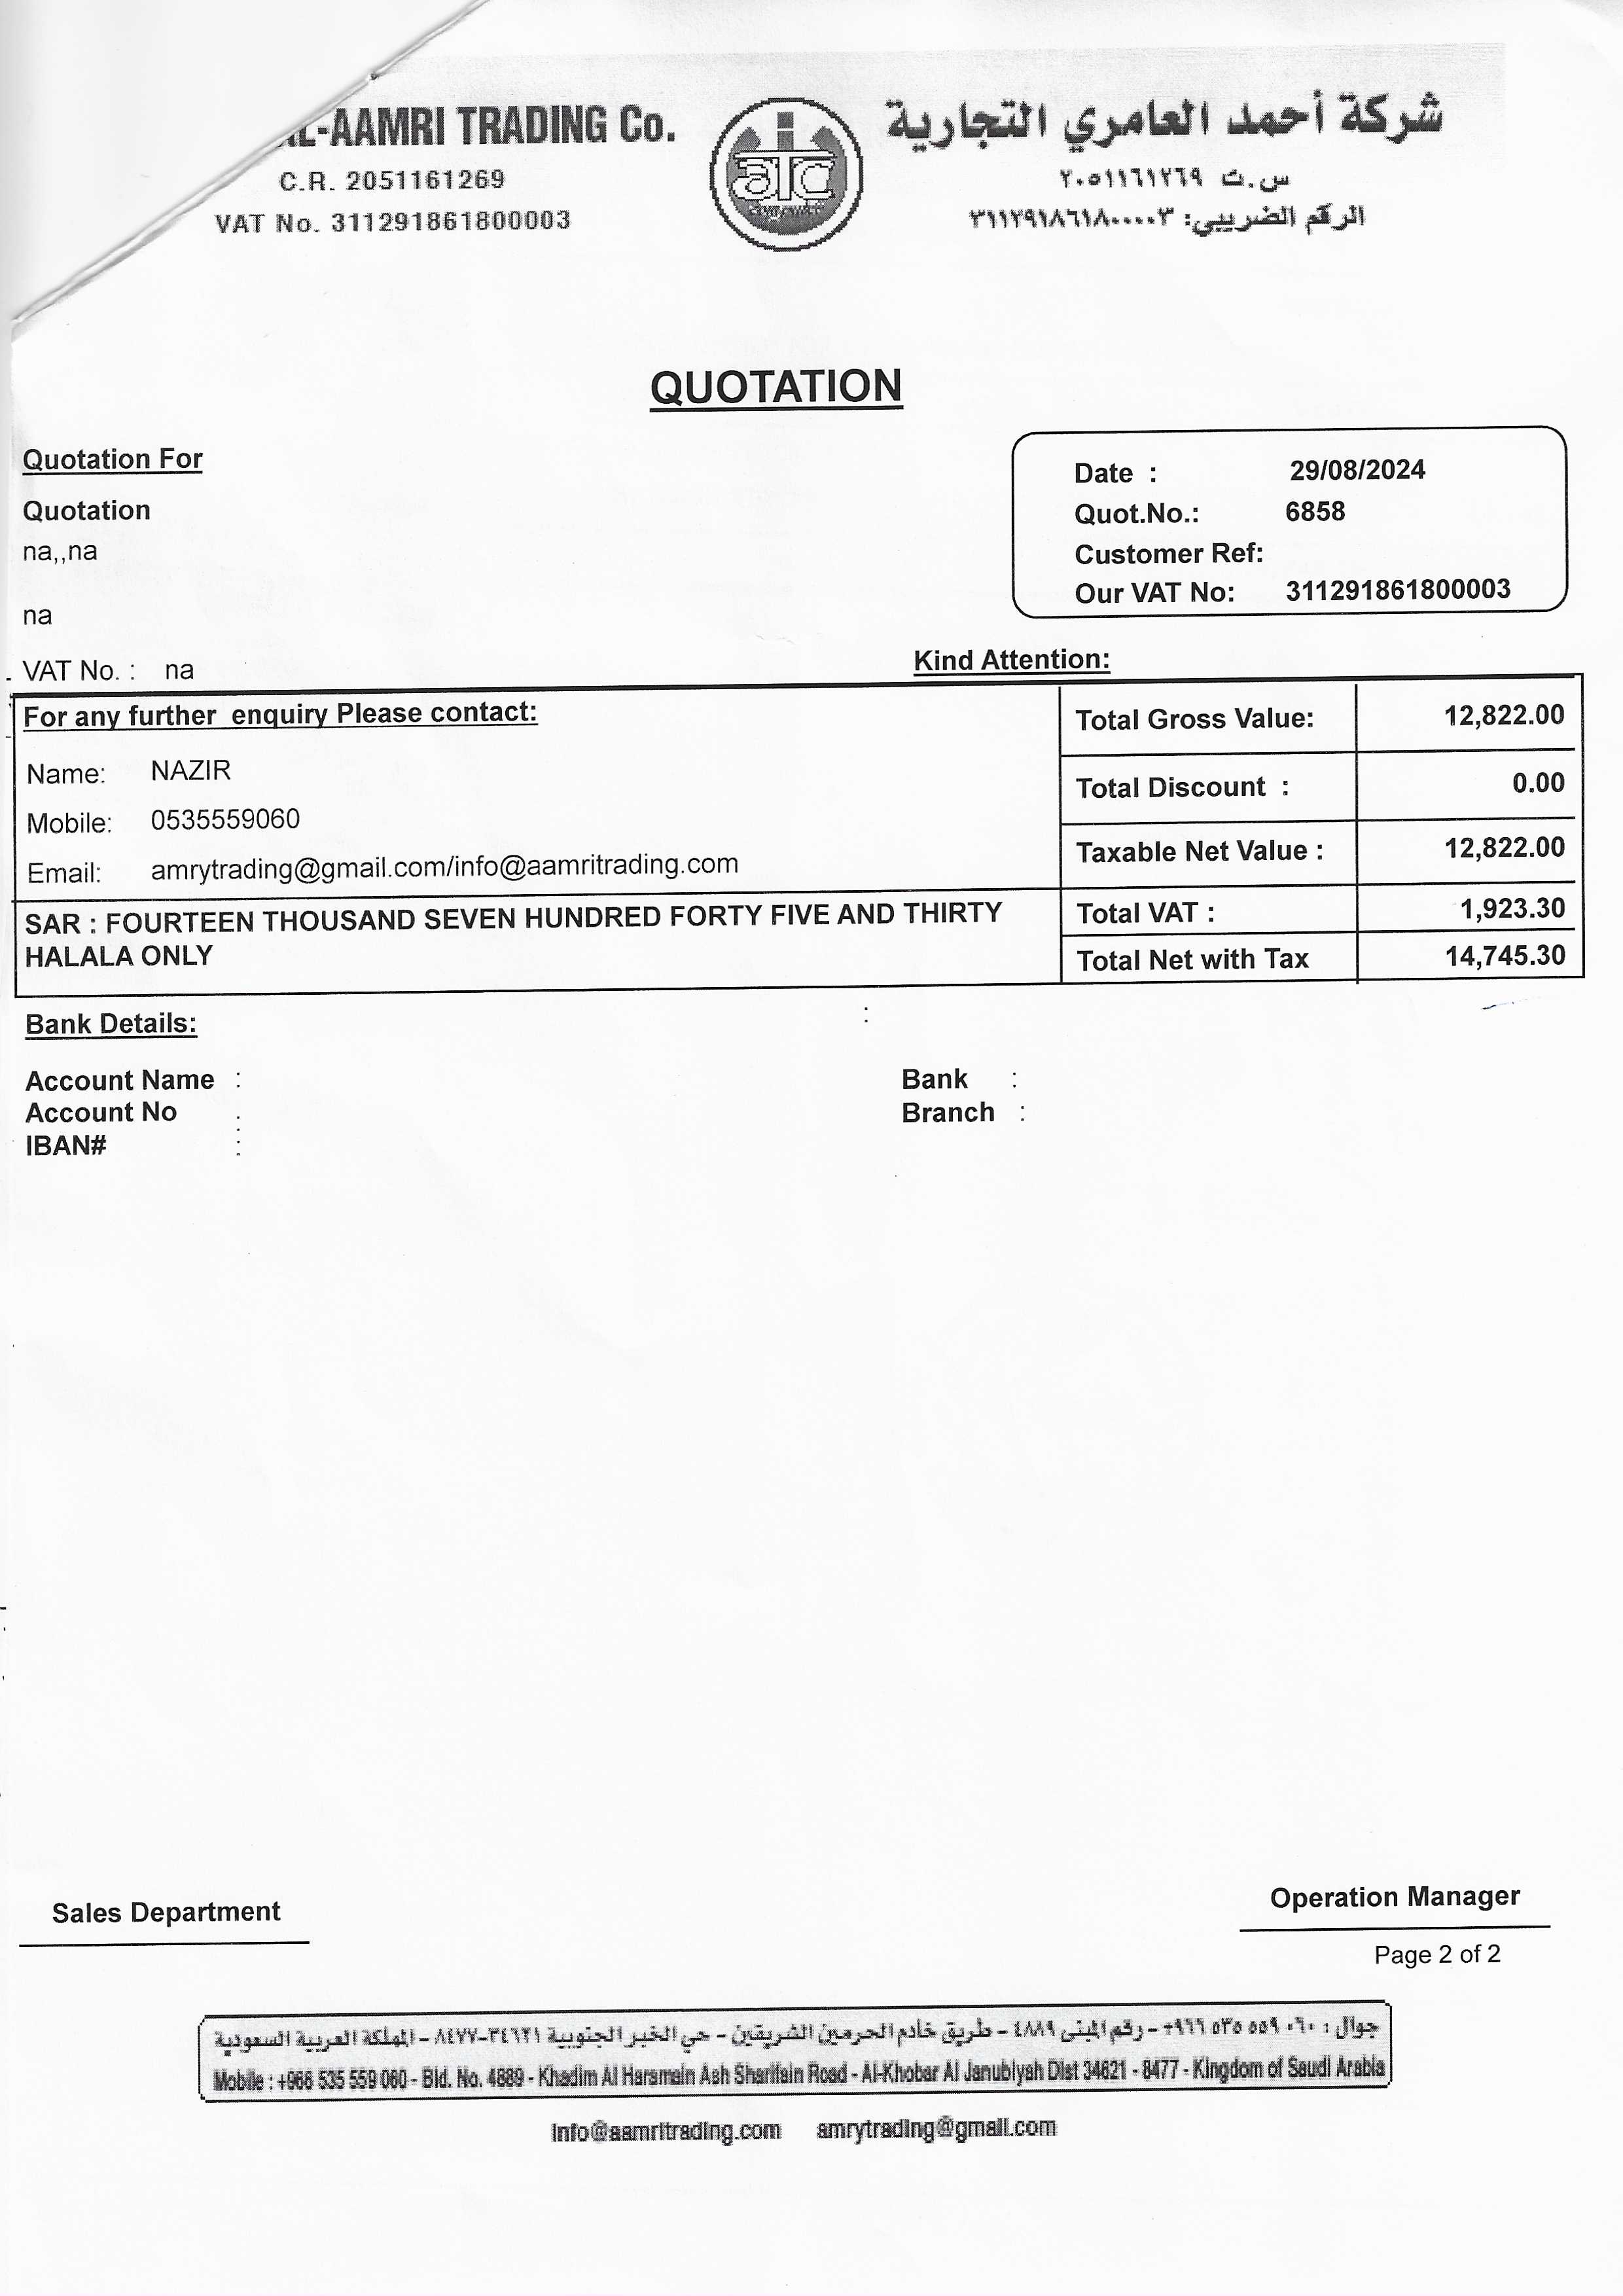 AL-AAMRI TRADING Co.
C.R. 2051161269
VAT No. 311291861800003
atc
شركة أحمد العامري التجارية
س.ت ٢٠٥١١٦١٢٦٩
الرقم الضريبي: ٣١١٢٩١٨٦١٨٠٠٠٠٣
QUOTATION
Quotation For
Quotation
na,,na
na
VAT No. : na
Date : 29/08/2024
Quot.No.: 6858
Customer Ref:
Our VAT No: 311291861800003
Kind Attention:
For any further enquiry Please contact:
Name: NAZIR
Mobile: 0535559060
Email: amrytrading@gmail.com/info@aamritrading.com
SAR : FOURTEEN THOUSAND SEVEN HUNDRED FORTY FIVE AND THIRTY
HALALA ONLY
Total Gross Value: 12,822.00
Total Discount : 0.00
Taxable Net Value : 12,822.00
Total VAT : 1,923.30
Total Net with Tax 14,745.30
Bank Details: :
Account Name :
Account No :
IBAN# :
Bank :
Branch :
Sales Department
Operation Manager
Page 2 of 2
جوال : ٠٦٠ ٥٥٩ ٥٣٥ ٩٦٦+ - رقم المبنى ٤٨٨٩ - طريق خادم الحرمين الشريفين - حي الخبر الجنوبية ٣٤٦٢١-٨٤٧٧ - المملكة العربية السعودية
Mobile : +966 535 559 060 - Bld. No. 4889 - Khadim Al Haramain Ash Sharifain Road - Al-Khobar Al Janubiyah Dist 34621 - 8477 - Kingdom of Saudi Arabia
info@aamritrading.com amrytrading@gmail.com